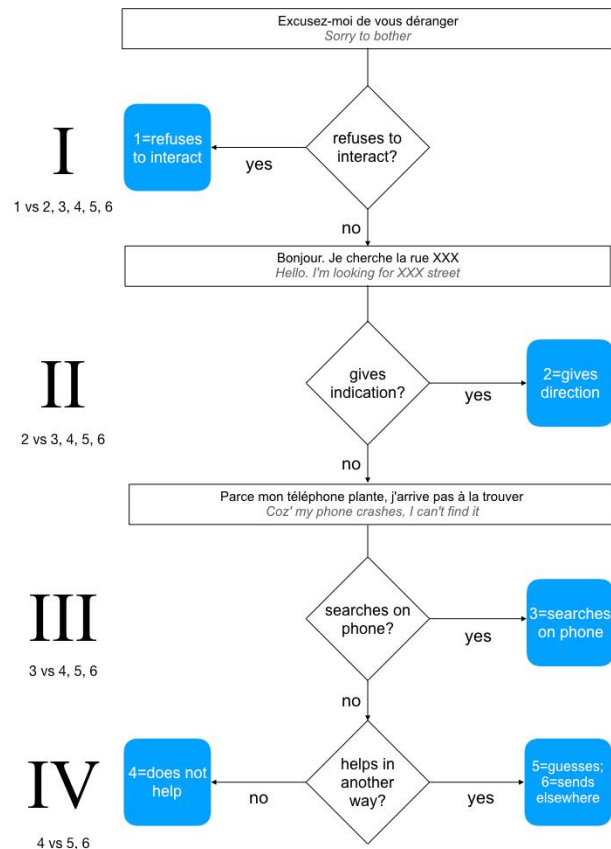 Excusez-moi de vous déranger
Sorry to bother
I
1 vs 2, 3, 4, 5, 6
1=refuses
to interact
yes
refuses to
interact?
no
Bonjour. Je cherche la rue XXX
Hello. I'm looking for XXX street
II
2 vs 3, 4, 5, 6
gives
indication?
yes
2=gives
direction
no
Parce mon téléphone plante, j'arrive pas à la trouver
Coz' my phone crashes, I can't find it
III
3 vs 4, 5, 6
searches on
phone?
yes
3=searches
on phone
no
IV
4 vs 5, 6
4=does not
help
no
helps in
another
way?
yes
5=guesses;
6=sends
elsewhere